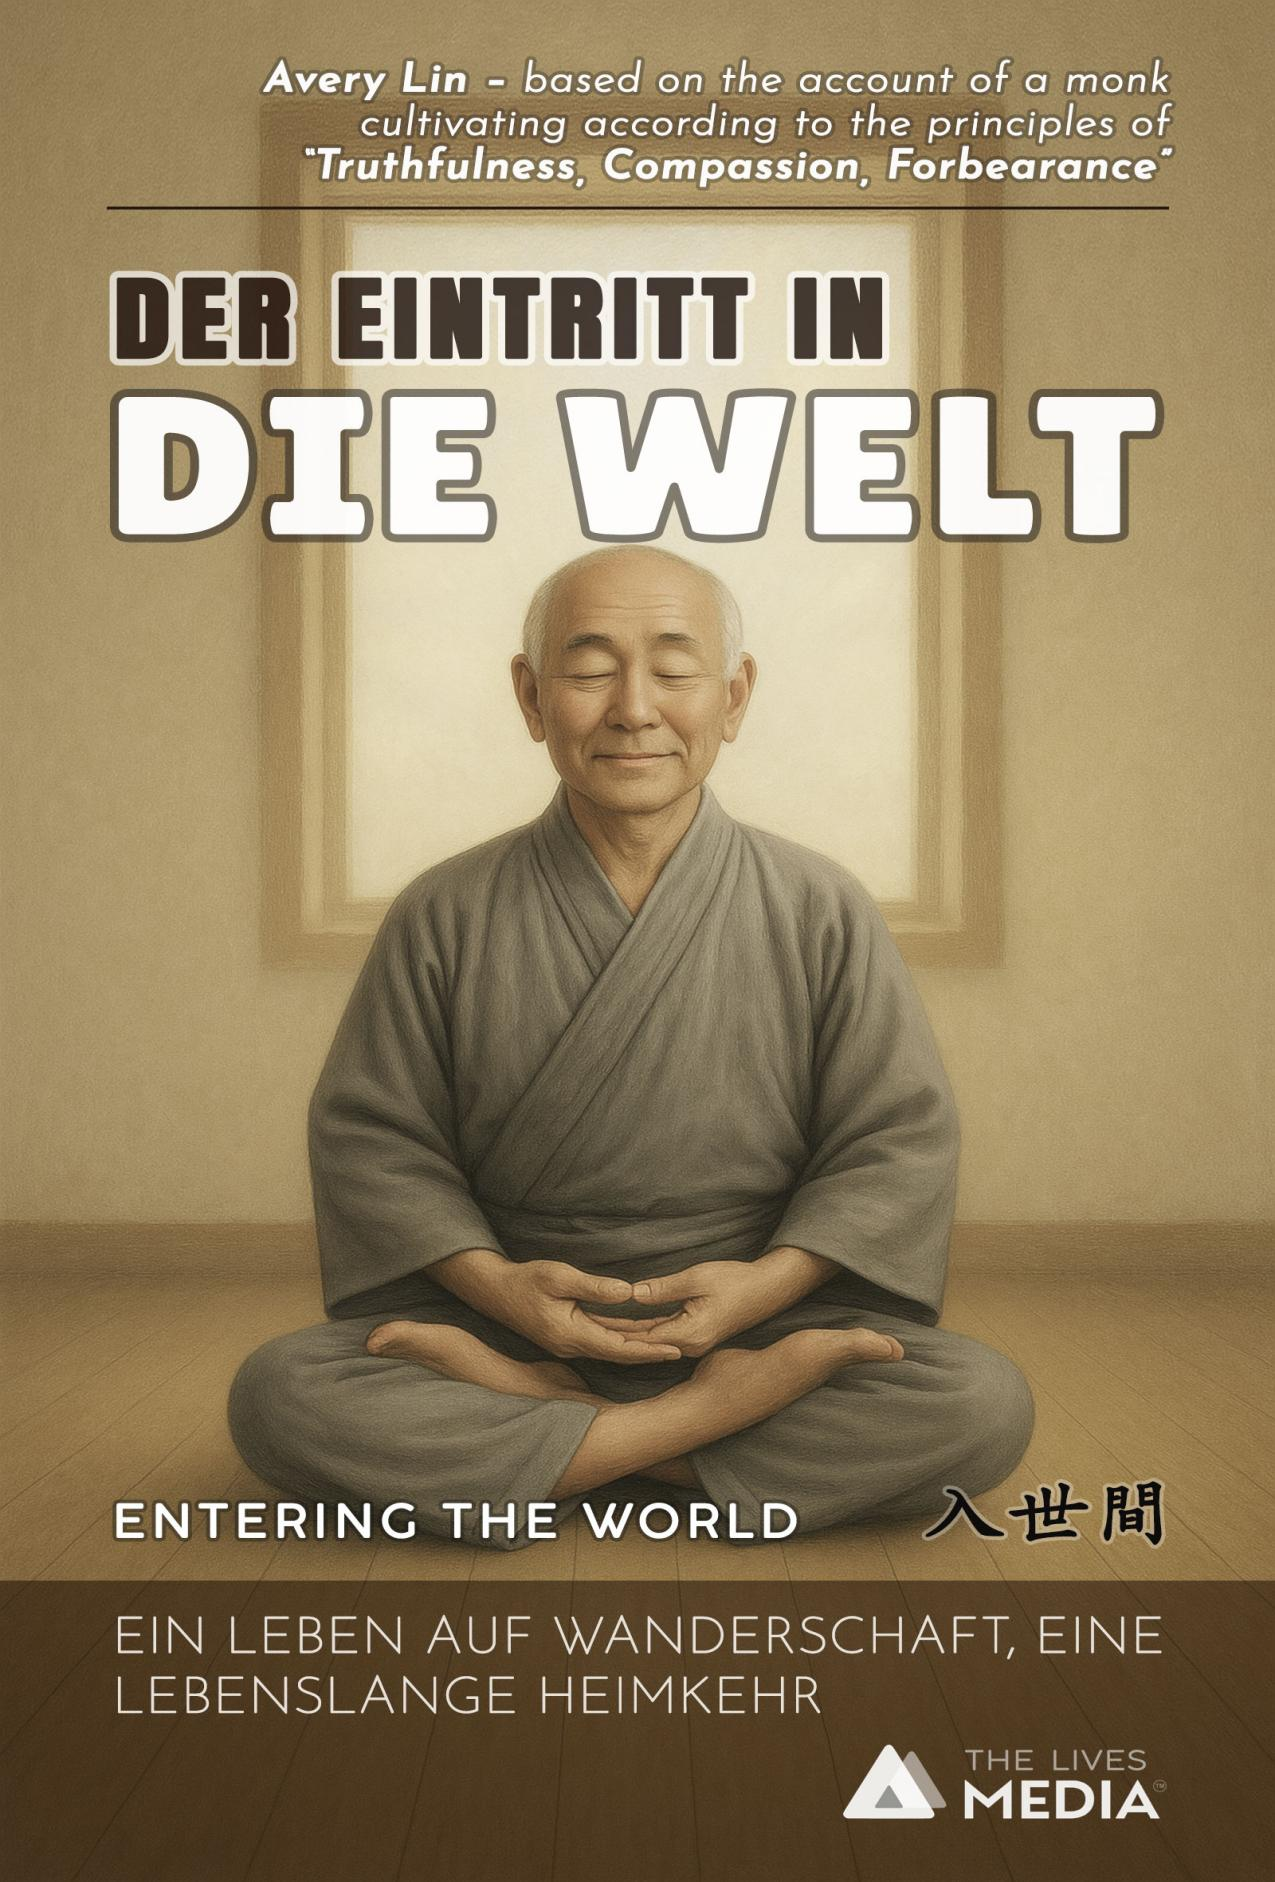 Avery Lin – based on the account of a monk
cultivating according to the principles of
"Truthfulness, Compassion, Forbearance"
DER EINTRITT IN
DIE WELT
ENTERING THE WORLD
入世間
EIN LEBEN AUF WANDERSCHAFT, EINE
LEBENSLANGE HEIMKEHR
THE LIVES
MEDIA™